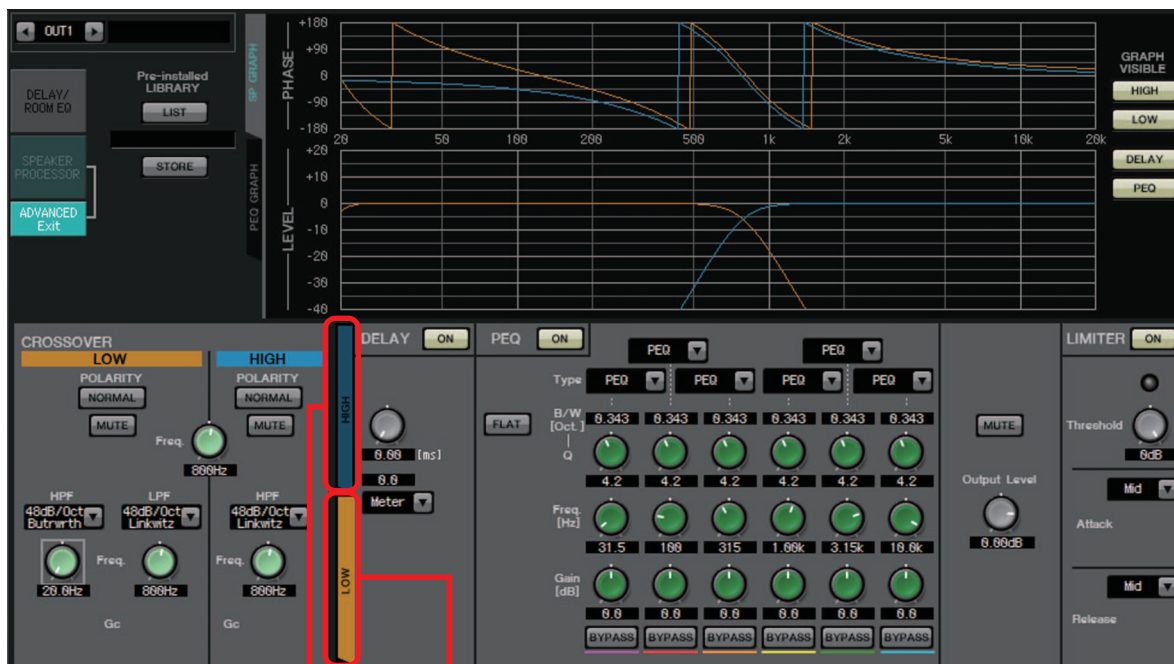 OUT1
DELAY/
ROOM EQ
SPEAKER
PROCESSOR
ADVANCED
Exit
Pre-installed
LIBRARY
LIST
STORE
SP GRAPH
PEQ GRAPH
PHASE
+180
+90
0
-90
-180
20 50 100 200 500 1k 2k 5k 10k 20k
LEVEL
+20
+10
0
-10
-20
-30
-40
GRAPH
VISIBLE
HIGH
LOW
DELAY
PEQ
CROSSOVER
LOW HIGH
POLARITY POLARITY
NORMAL NORMAL
MUTE MUTE
Freq.
800Hz
HPF LPF HPF
48dB/Oct 48dB/Oct 48dB/Oct
Butrwrth Linkwitz Linkwitz
Freq. Freq.
20.0Hz 800Hz 800Hz
Gc Gc
HIGH
LOW
DELAY ON
0.00 [ms]
0.0
Meter
PEQ ON
FLAT
PEQ PEQ
Type PEQ PEQ PEQ PEQ
B/W 0.343 0.343 0.343 0.343 0.343 0.343
[Oct.]
Q
4.2 4.2 4.2 4.2 4.2 4.2
Freq.
[Hz]
31.5 100 315 1.00k 3.15k 10.0k
Gain
[dB]
0.0 0.0 0.0 0.0 0.0 0.0
BYPASS BYPASS BYPASS BYPASS BYPASS BYPASS
MUTE
Output Level
0.00dB
LIMITER ON
Threshold
0dB
Mid
Attack
Mid
Release